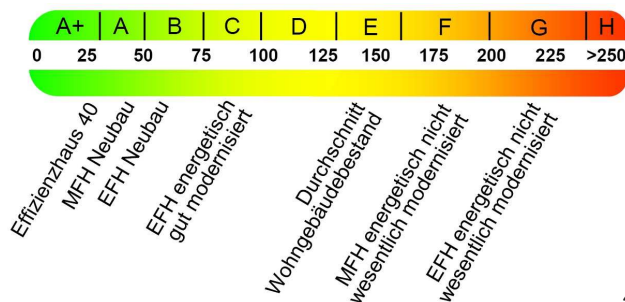 A+ A B C D E F G H
0 25 50 75 100 125 150 175 200 225 >250
Effizienzhaus 40
MFH Neubau
EFH Neubau
EFH energetisch
gut modernisiert
Durchschnitt
Wohngebäudebestand
MFH energetisch nicht
wesentlich modernisiert
EFH energetisch nicht
wesentlich modernisiert